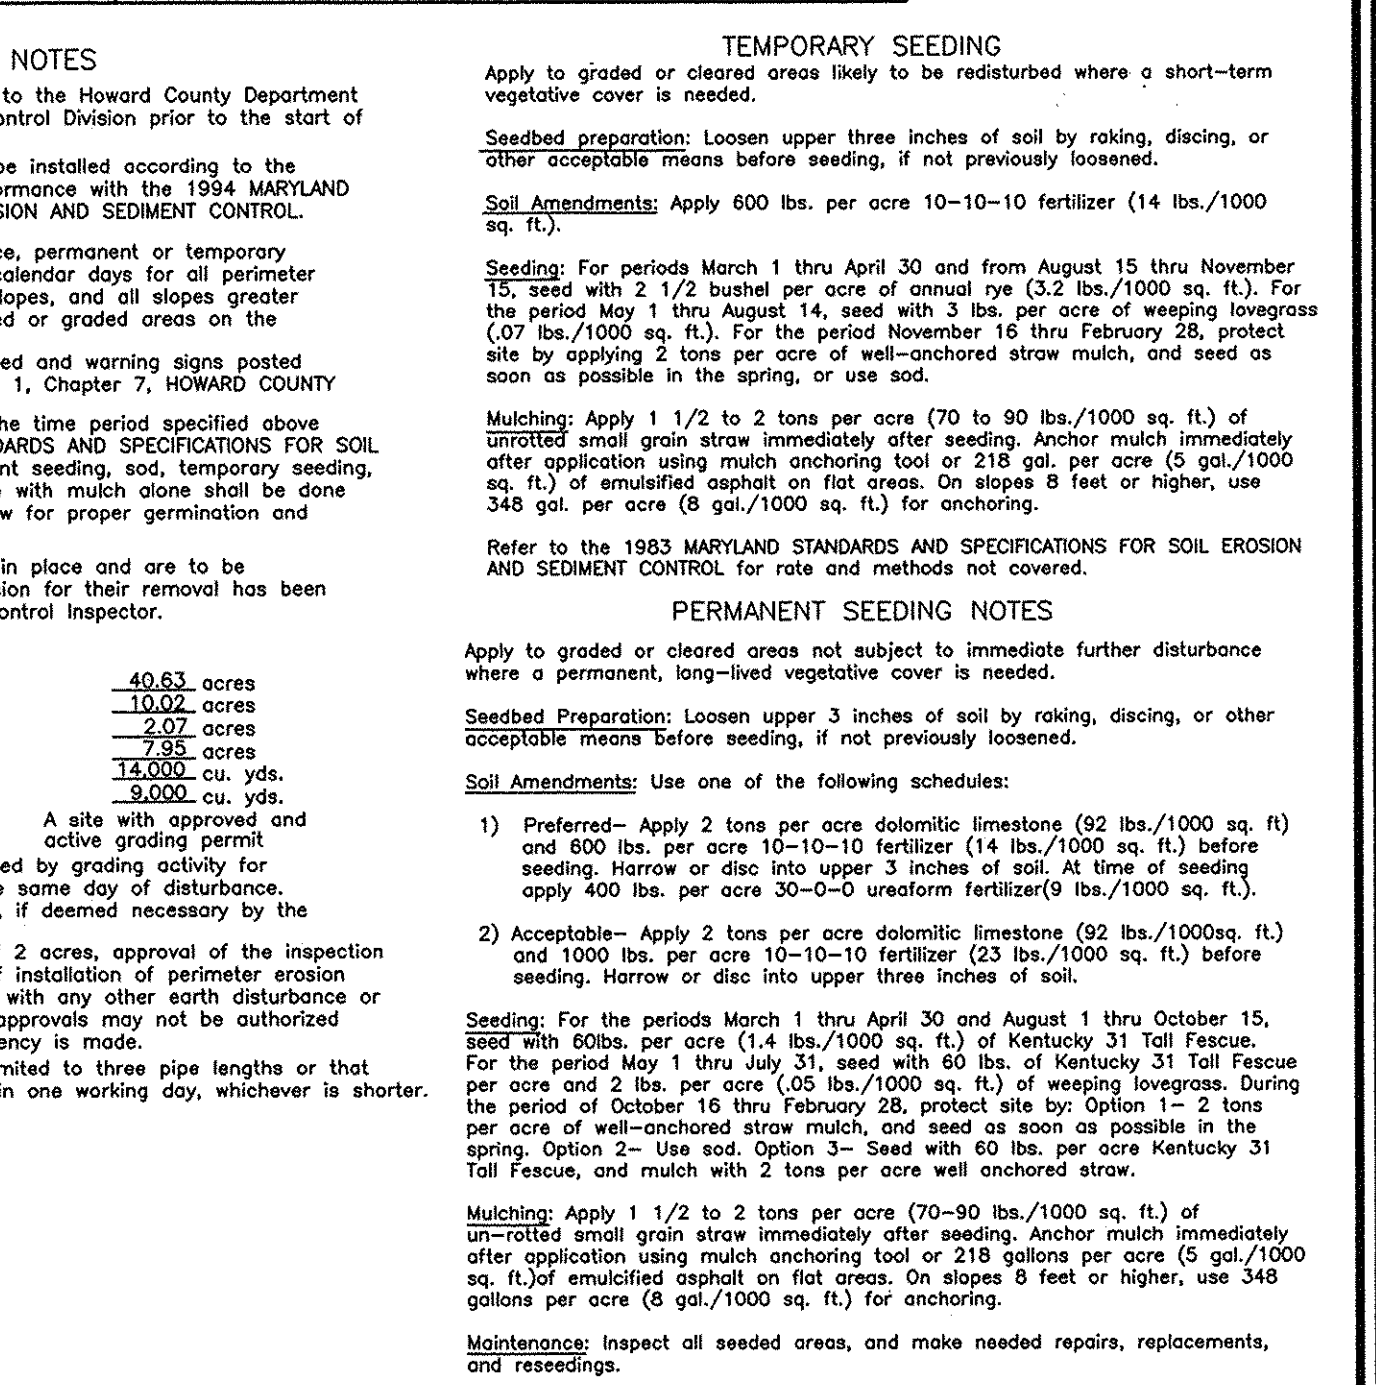 NOTES
to the Howard County Department
ontrol Division prior to the start of
be installed according to the
ormance with the 1994 MARYLAND
SION AND SEDIMENT CONTROL.
ce, permanent or temporary
calendar days for all perimeter
lopes, and all slopes greater
ed or graded areas on the
ed and warning signs posted
1, Chapter 7, HOWARD COUNTY
he time period specified above
DARDS AND SPECIFICATIONS FOR SOIL
nt seeding, sod, temporary seeding,
with mulch alone shall be done
w for proper germination and
in place and are to be
sion for their removal has been
ontrol Inspector.
40.63 acres
10.02 acres
2.07 acres
7.95 acres
14,000 cu. yds.
9,000 cu. yds.
A site with approved and
active grading permit
ed by grading activity for
e same day of disturbance.
, if deemed necessary by the
2 acres, approval of the inspection
f installation of perimeter erosion
with any other earth disturbance or
approvals may not be authorized
ency is made.
mited to three pipe lengths or that
in one working day, whichever is shorter.
TEMPORARY SEEDING
Apply to graded or cleared areas likely to be redisturbed where a short-term
vegetative cover is needed.
Seedbed preparation: Loosen upper three inches of soil by raking, discing, or
other acceptable means before seeding, if not previously loosened.
Soil Amendments: Apply 600 lbs. per acre 10-10-10 fertilizer (14 lbs./1000
sq. ft.).
Seeding: For periods March 1 thru April 30 and from August 15 thru November
15, seed with 2 1/2 bushel per acre of annual rye (3.2 lbs./1000 sq. ft.). For
the period May 1 thru August 14, seed with 3 lbs. per acre of weeping lovegrass
(.07 lbs./1000 sq. ft.). For the period November 16 thru February 28, protect
site by applying 2 tons per acre of well-anchored straw mulch, and seed as
soon as possible in the spring, or use sod.
Mulching: Apply 1 1/2 to 2 tons per acre (70 to 90 lbs./1000 sq. ft.) of
unrotted small grain straw immediately after seeding. Anchor mulch immediately
after application using mulch anchoring tool or 218 gal. per acre (5 gal./1000
sq. ft.) of emulsified asphalt on flat areas. On slopes 8 feet or higher, use
348 gal. per acre (8 gal./1000 sq. ft.) for anchoring.
Refer to the 1983 MARYLAND STANDARDS AND SPECIFICATIONS FOR SOIL EROSION
AND SEDIMENT CONTROL for rate and methods not covered.
PERMANENT SEEDING NOTES
Apply to graded or cleared areas not subject to immediate further disturbance
where a permanent, long-lived vegetative cover is needed.
Seedbed Preparation: Loosen upper 3 inches of soil by raking, discing, or other
acceptable means before seeding, if not previously loosened.
Soil Amendments: Use one of the following schedules:
1) Preferred- Apply 2 tons per acre dolomitic limestone (92 lbs./1000 sq. ft)
and 600 lbs. per acre 10-10-10 fertilizer (14 lbs./1000 sq. ft.) before
seeding. Harrow or disc into upper 3 inches of soil. At time of seeding
apply 400 lbs. per acre 30-0-0 ureaform fertilizer(9 lbs./1000 sq. ft.).
2) Acceptable- Apply 2 tons per acre dolomitic limestone (92 lbs./1000sq. ft.)
and 1000 lbs. per acre 10-10-10 fertilizer (23 lbs./1000 sq. ft.) before
seeding. Harrow or disc into upper three inches of soil.
Seeding: For the periods March 1 thru April 30 and August 1 thru October 15,
seed with 60lbs. per acre (1.4 lbs./1000 sq. ft.) of Kentucky 31 Tall Fescue.
For the period May 1 thru July 31, seed with 60 lbs. of Kentucky 31 Tall Fescue
per acre and 2 lbs. per acre (.05 lbs./1000 sq. ft.) of weeping lovegrass. During
the period of October 16 thru February 28, protect site by: Option 1- 2 tons
per acre of well-anchored straw mulch, and seed as soon as possible in the
spring. Option 2- Use sod. Option 3- Seed with 60 lbs. per acre Kentucky 31
Tall Fescue, and mulch with 2 tons per acre well anchored straw.
Mulching: Apply 1 1/2 to 2 tons per acre (70-90 lbs./1000 sq. ft.) of
un-rotted small grain straw immediately after seeding. Anchor mulch immediately
after application using mulch anchoring tool or 218 gallons per acre (5 gal./1000
sq. ft.)of emulcified asphalt on flat areas. On slopes 8 feet or higher, use 348
gallons per acre (8 gal./1000 sq. ft.) for anchoring.
Maintenance: Inspect all seeded areas, and make needed repairs, replacements,
and reseedings.